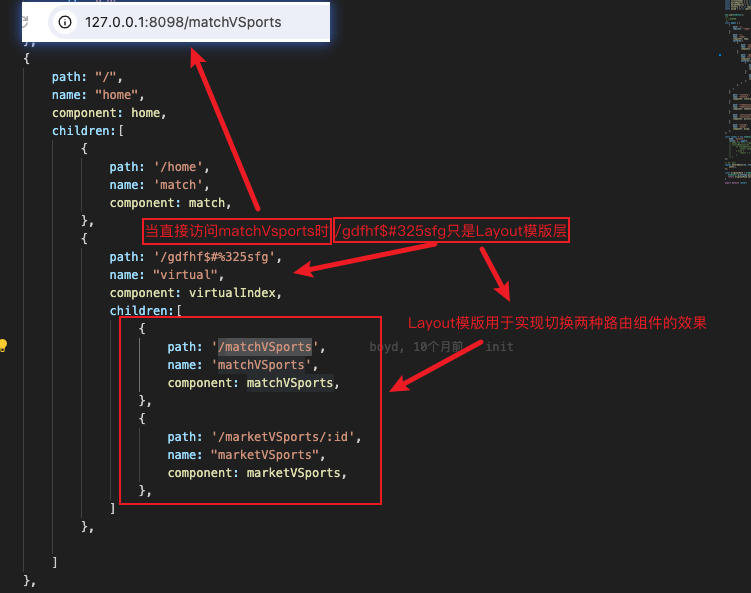 127.0.0.1:8098/matchVSports
},
{
path: "/",
name: "home",
component: home,
children:[
{
path: '/home',
name: 'match',
component: match,
},
当直接访问matchVsports时 /gdfhf$#325sfg只是Layout模版层
{
path: '/gdfhf$#%325sfg',
name: "virtual",
component: virtualIndex,
children:[
Layout模版用于实现切换两种路由组件的效果
{
path: '/matchVSports', boyd, 10个月前 init
name: 'matchVSports',
component: matchVSports,
},
{
path: '/marketVSports/:id',
name: "marketVSports",
component: marketVSports,
},
]
},
]
},